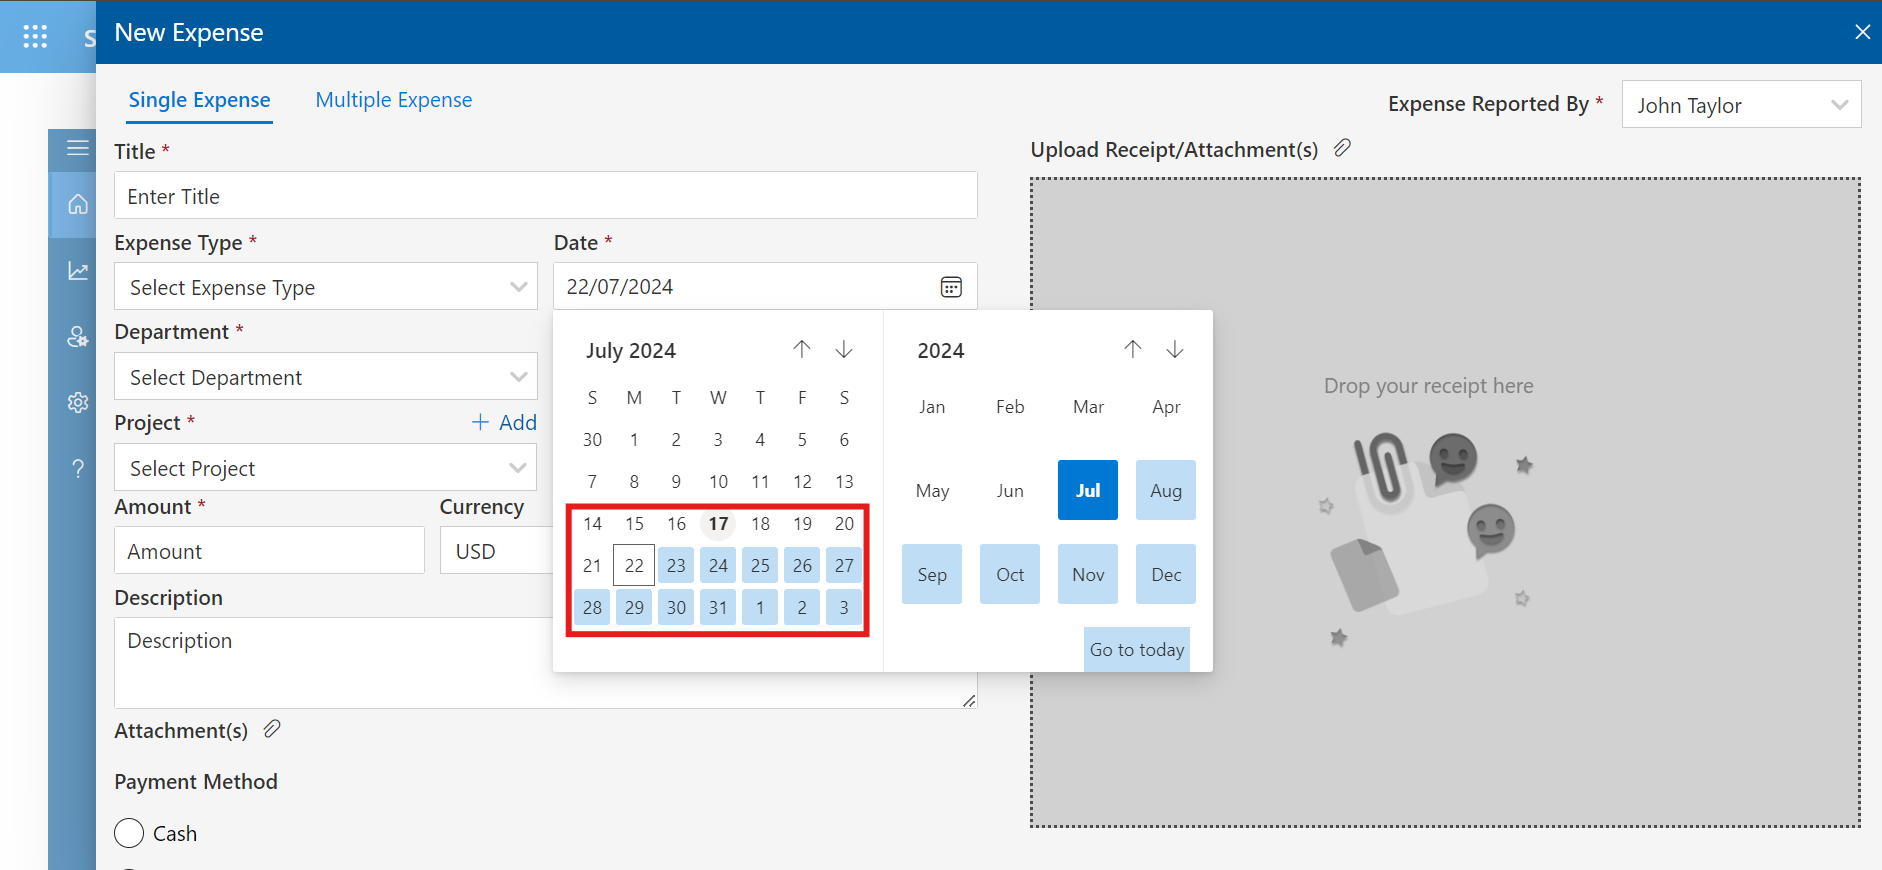 S
New Expense
Single Expense
Multiple Expense
Expense Reported By *
John Taylor
Title *
Enter Title
Upload Receipt/Attachment(s)
Expense Type *
Select Expense Type
Date *
22/07/2024
Department *
Select Department
Project *
+ Add
Select Project
Amount *
Amount
Currency
USD
Description
Description
July 2024
S M T W T F S
30 1 2 3 4 5 6
7 8 9 10 11 12 13
14 15 16 17 18 19 20
21 22 23 24 25 26 27
28 29 30 31 1 2 3
2024
Jan Feb Mar Apr
May Jun Jul Aug
Sep Oct Nov Dec
Go to today
Drop your receipt here
Attachment(s)
Payment Method
Cash